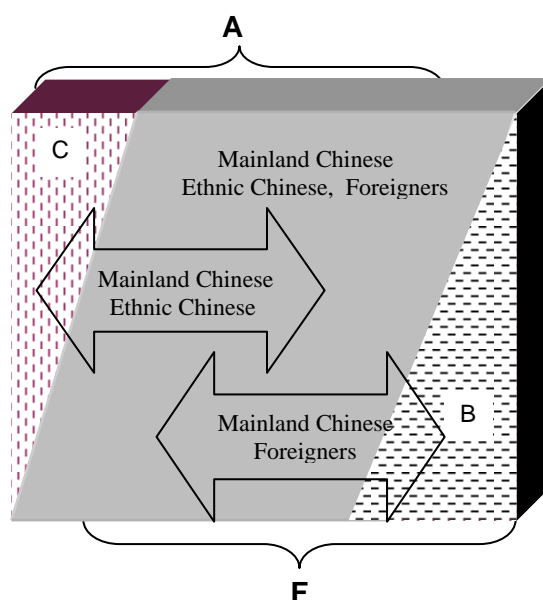 A
C
Mainland Chinese
Ethnic Chinese, Foreigners
Mainland Chinese
Ethnic Chinese
Mainland Chinese
Foreigners
B